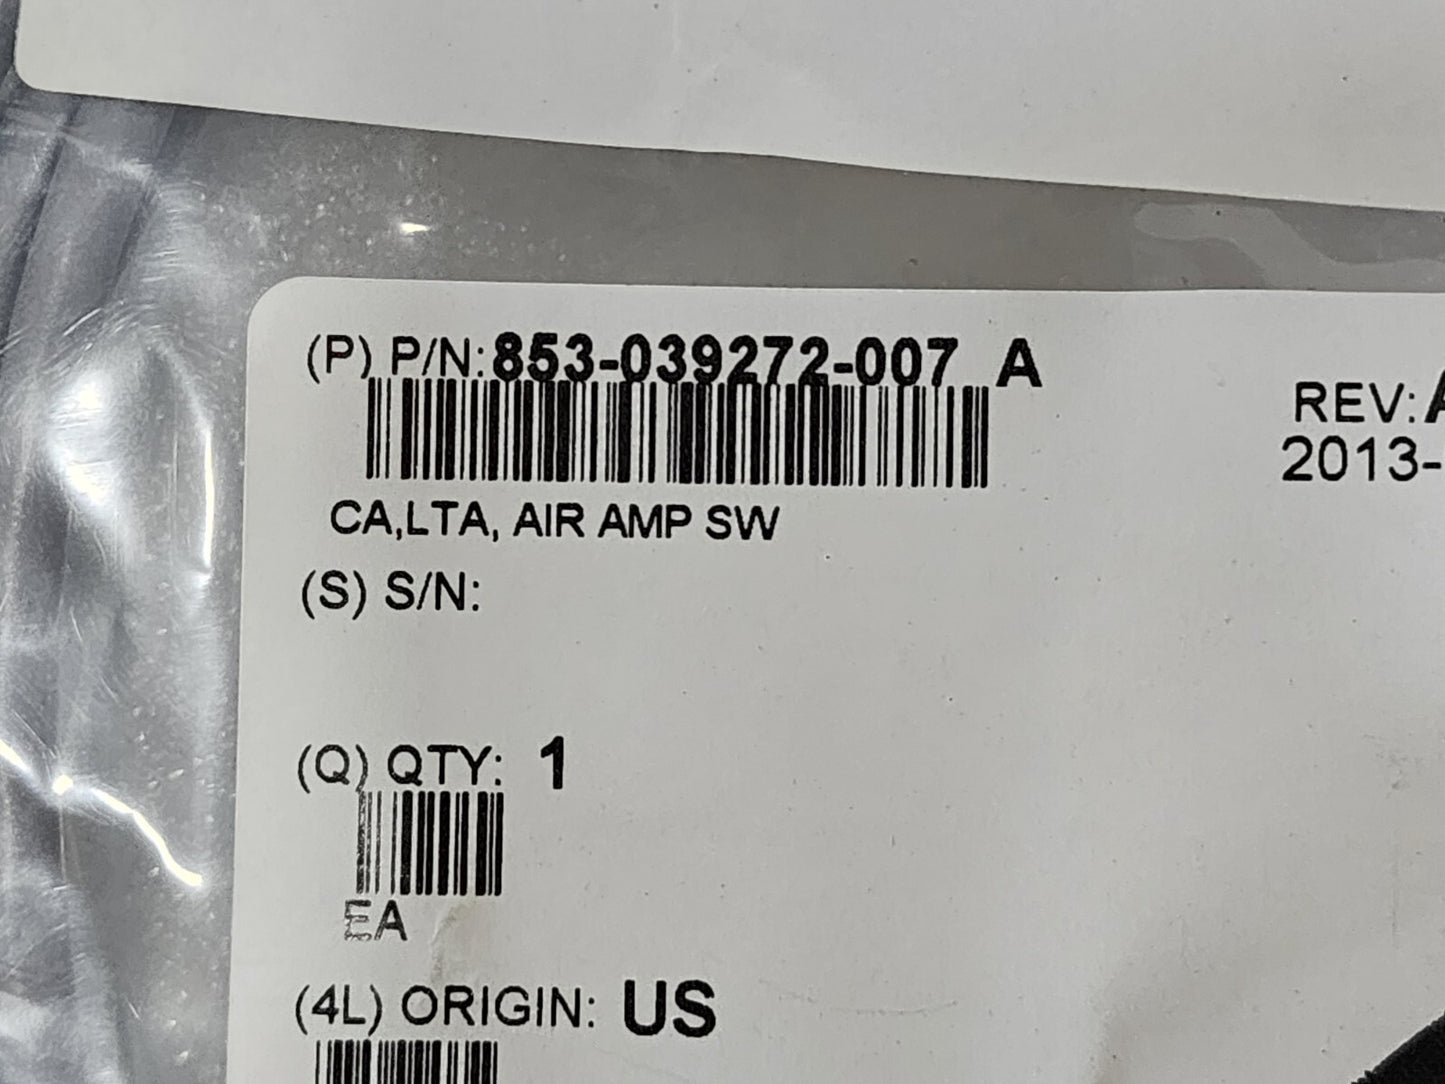 (P) P/N: 853-039272-007 A
REV:
2013-
CA,LTA, AIR AMP SW
(S) S/N:
(Q) QTY: 1
EA
(4L) ORIGIN: US